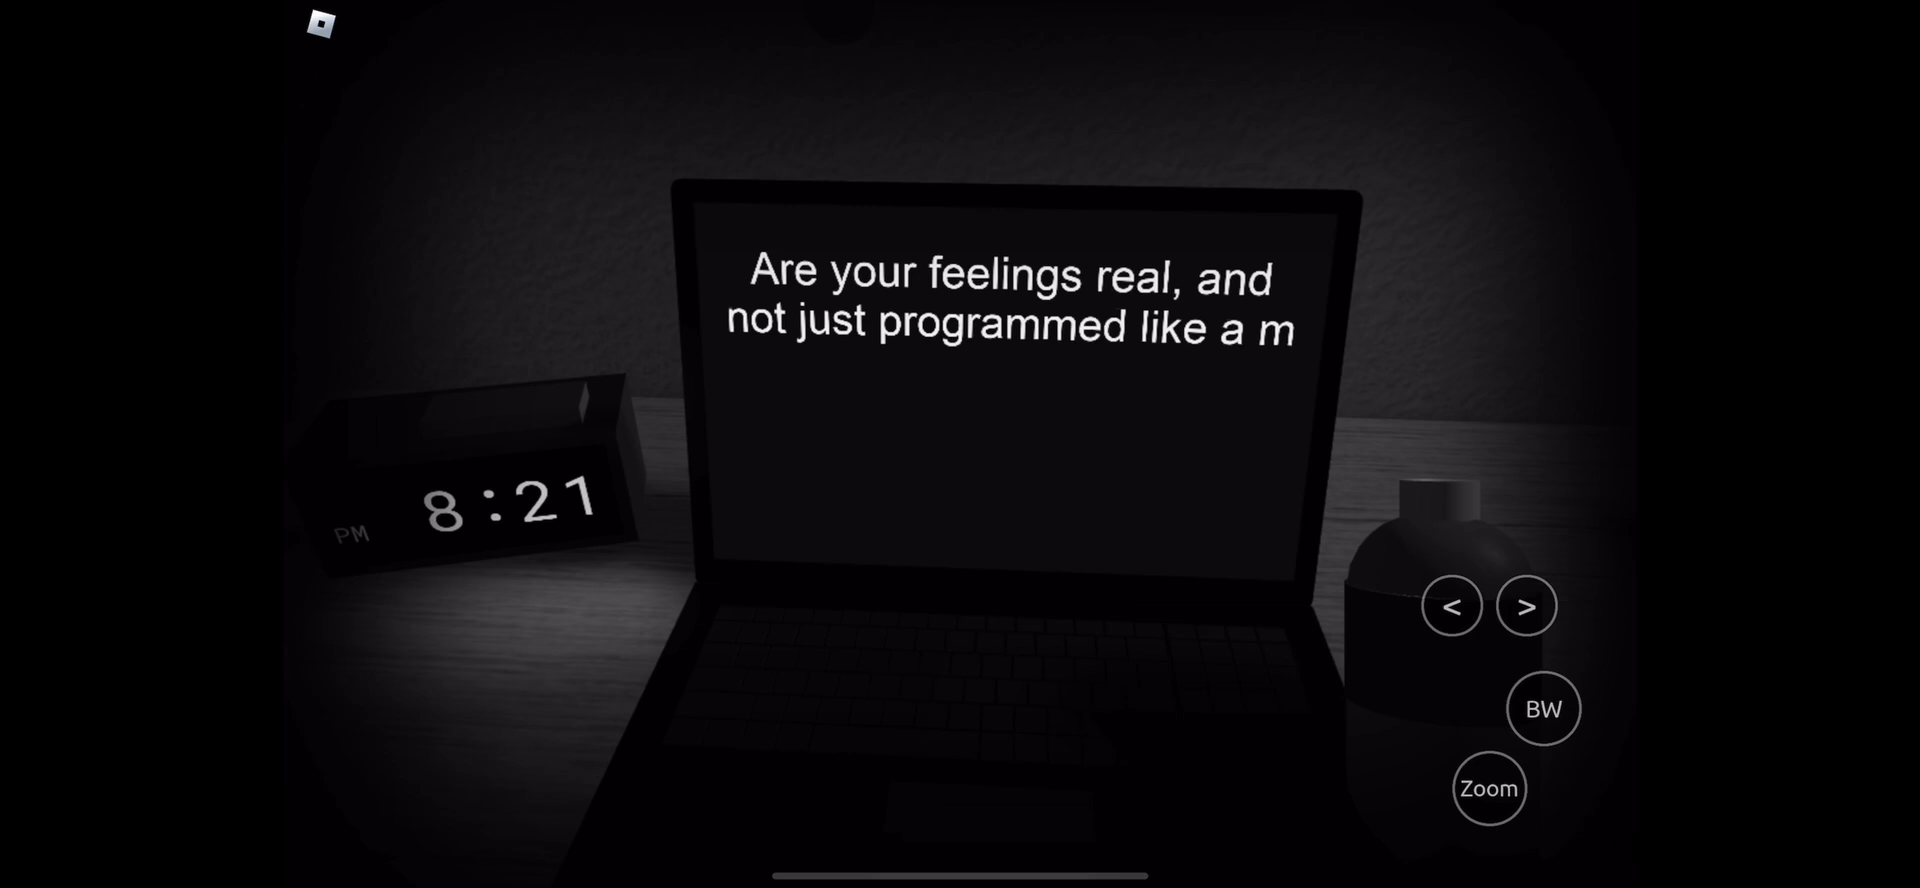 Are your feelings real, and
not just programmed like a m
PM 8:21
< >
BW
Zoom